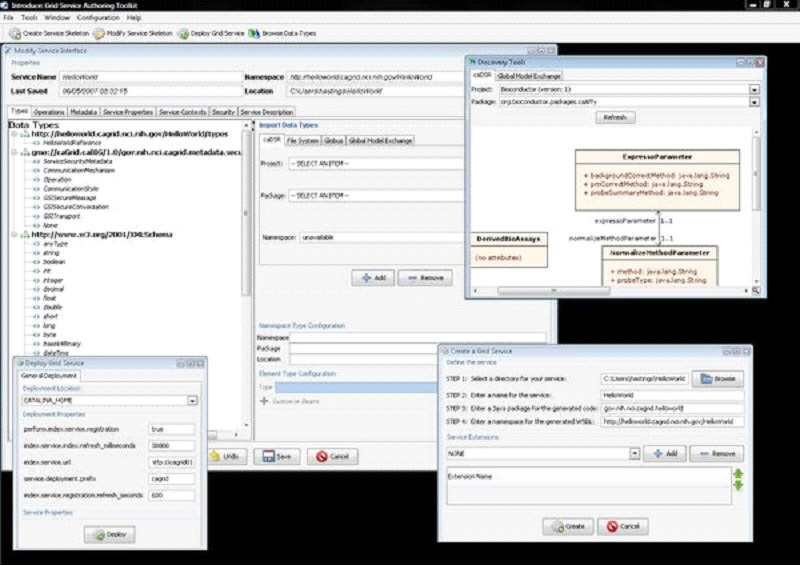 Introduce Grid Service Authoring Toolkit
File Tools Window Configuration Help
Create Service Skeleton Modify Service Skeleton Deploy Grid Service Browse Data Types
Modify Service Interface
Properties
Service Name HelloWorld Namespace http://helloworld.cagrid.nci.nih.gov/HelloWorld
Last Saved 06/05/2007 08:32:15 Location C:\Users\hastings\HelloWorld
Types Operations Metadata Service Properties Service Contexts Security Service Description
Data Types
http://helloworld.cagrid.nci.nih.gov/HelloWorld/types
HelloWorldReference
gme://caGrid.caBIG/1.0/gov.nih.nci.cagrid.metadata.secu
ServiceSecurityMetadata
CommunicationMechanism
Operation
CommunicationStyle
GSISecureMessage
GSISecureConversation
GSITransport
None
http://www.w3.org/2001/XMLSchema
anyType
string
boolean
int
integer
decimal
float
double
short
long
byte
base64Binary
dateTime
Import Data Types
caDSR File System Globus Global Model Exchange
Project: -- SELECT AN ITEM --
Package: -- SELECT AN ITEM --
Namespace: unavailable
Add Remove
Namespace Type Configuration
Namespace
Package
Location
Element Type Configuration
Type
Customize Beans
Undo Save Cancel
Discovery Tools
caDSR Global Model Exchange
Project: Bioconductor (version: 1)
Package: org.bioconductor.packages.caAffy
Refresh
ExpressoParameter
+ backgroundCorrectMethod: java.lang.String
+ pmCorrectMethod: java.lang.String
+ probeSummaryMethod: java.lang.String
expressoParameter 1..1
normalizeMethodParameter 1..1
DerivedBioAssays
(no attributes)
NormalizeMethodParameter
+ method: java.lang.String
+ probeType: java.lang.String
Deploy Grid Service
General Deployment
Deployment Location
CATALINA_HOME
Deployment Properties
perform.index.service.registration true
index.service.index.refresh_milliseconds
index.service.url
service.deployment.prefix cagrid
index.service.registration.refresh_seconds 600
Service Properties
Deploy
Create a Grid Service
Define the service
STEP 1: Select a directory for your service: C:\Users\hastings\HelloWorld Browse
STEP 2: Enter a name for the service: HelloWorld
STEP 3: Enter a Java package for the generated code: gov.nih.nci.cagrid.helloworld
STEP 4: Enter a namespace for the generated WSDL: http://helloworld.cagrid.nci.nih.gov/HelloWorld
Service Extensions
NONE Add Remove
Extension Name
Create Cancel